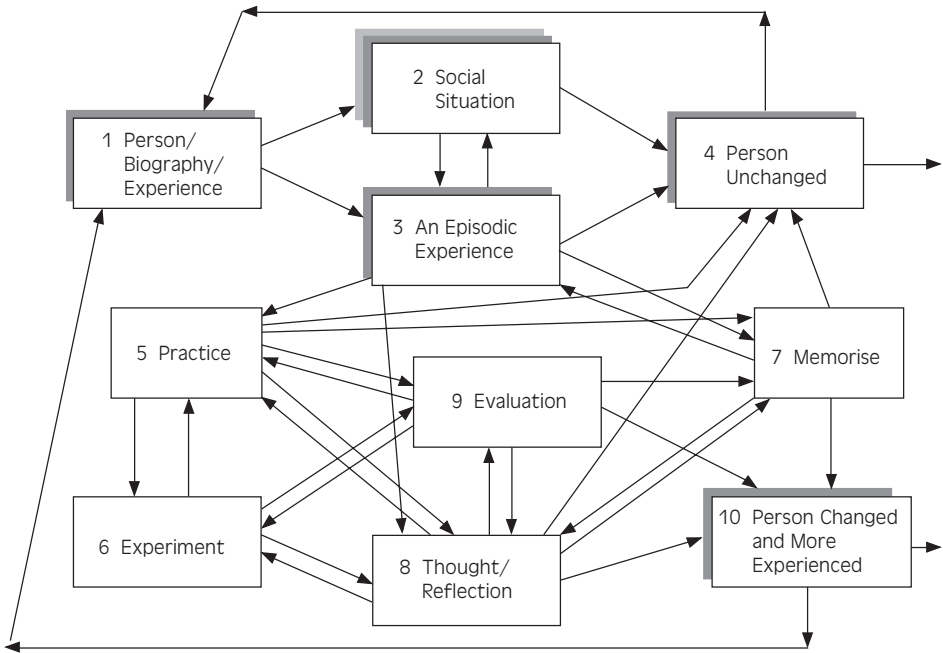 1 Person/
Biography/
Experience
2 Social
Situation
3 An Episodic
Experience
4 Person
Unchanged
5 Practice
6 Experiment
7 Memorise
8 Thought/
Reflection
9 Evaluation
10 Person Changed
and More
Experienced